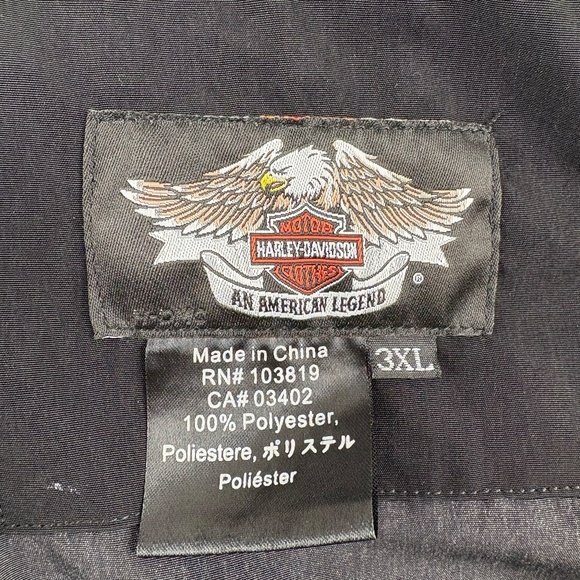 MOTOR
HARLEY-DAVIDSON
CYCLES
AN AMERICAN LEGEND
®
3XL
Made in China
RN# 103819
CA# 03402
100% Polyester,
Poliestere, ポリステル
Poliéster